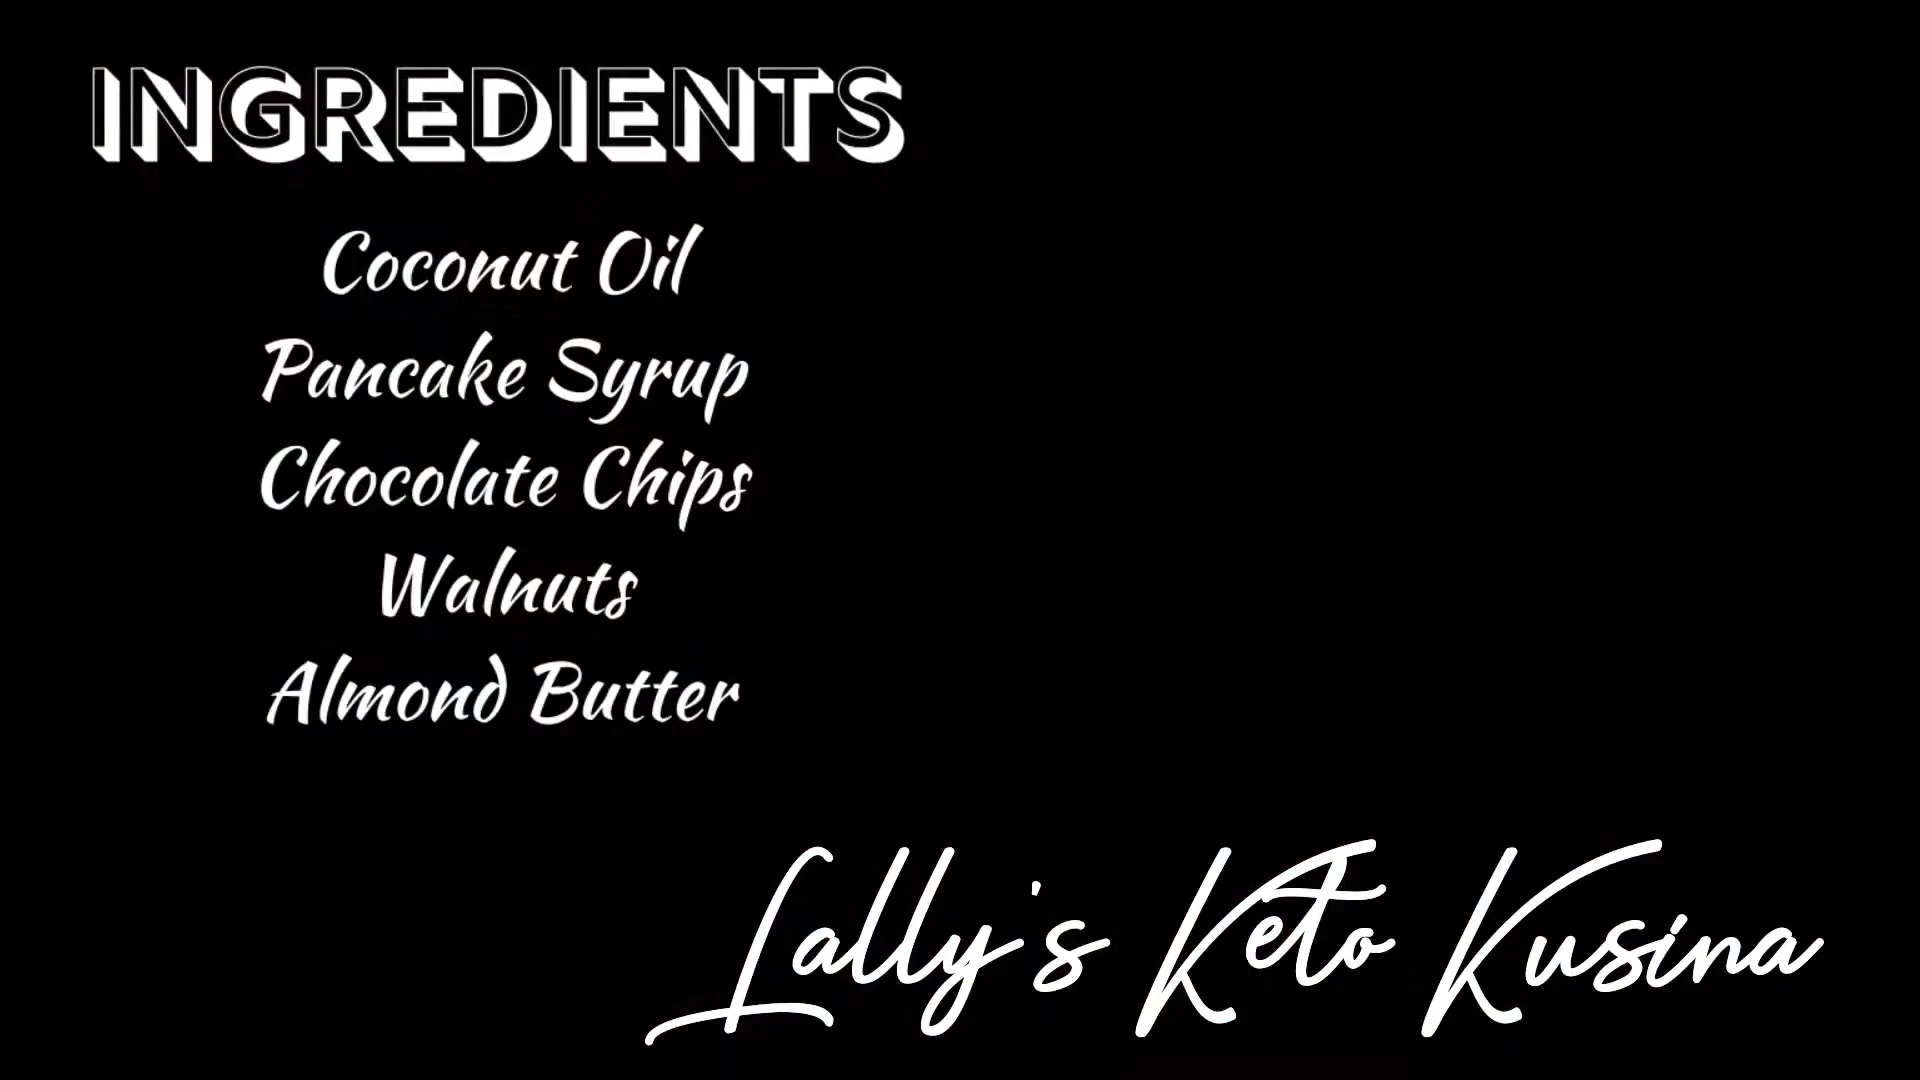 INGREDIENTS
Coconut Oil
Pancake Syrup
Chocolate Chips
Walnuts
Almond Butter
Lally's Keto Kusina